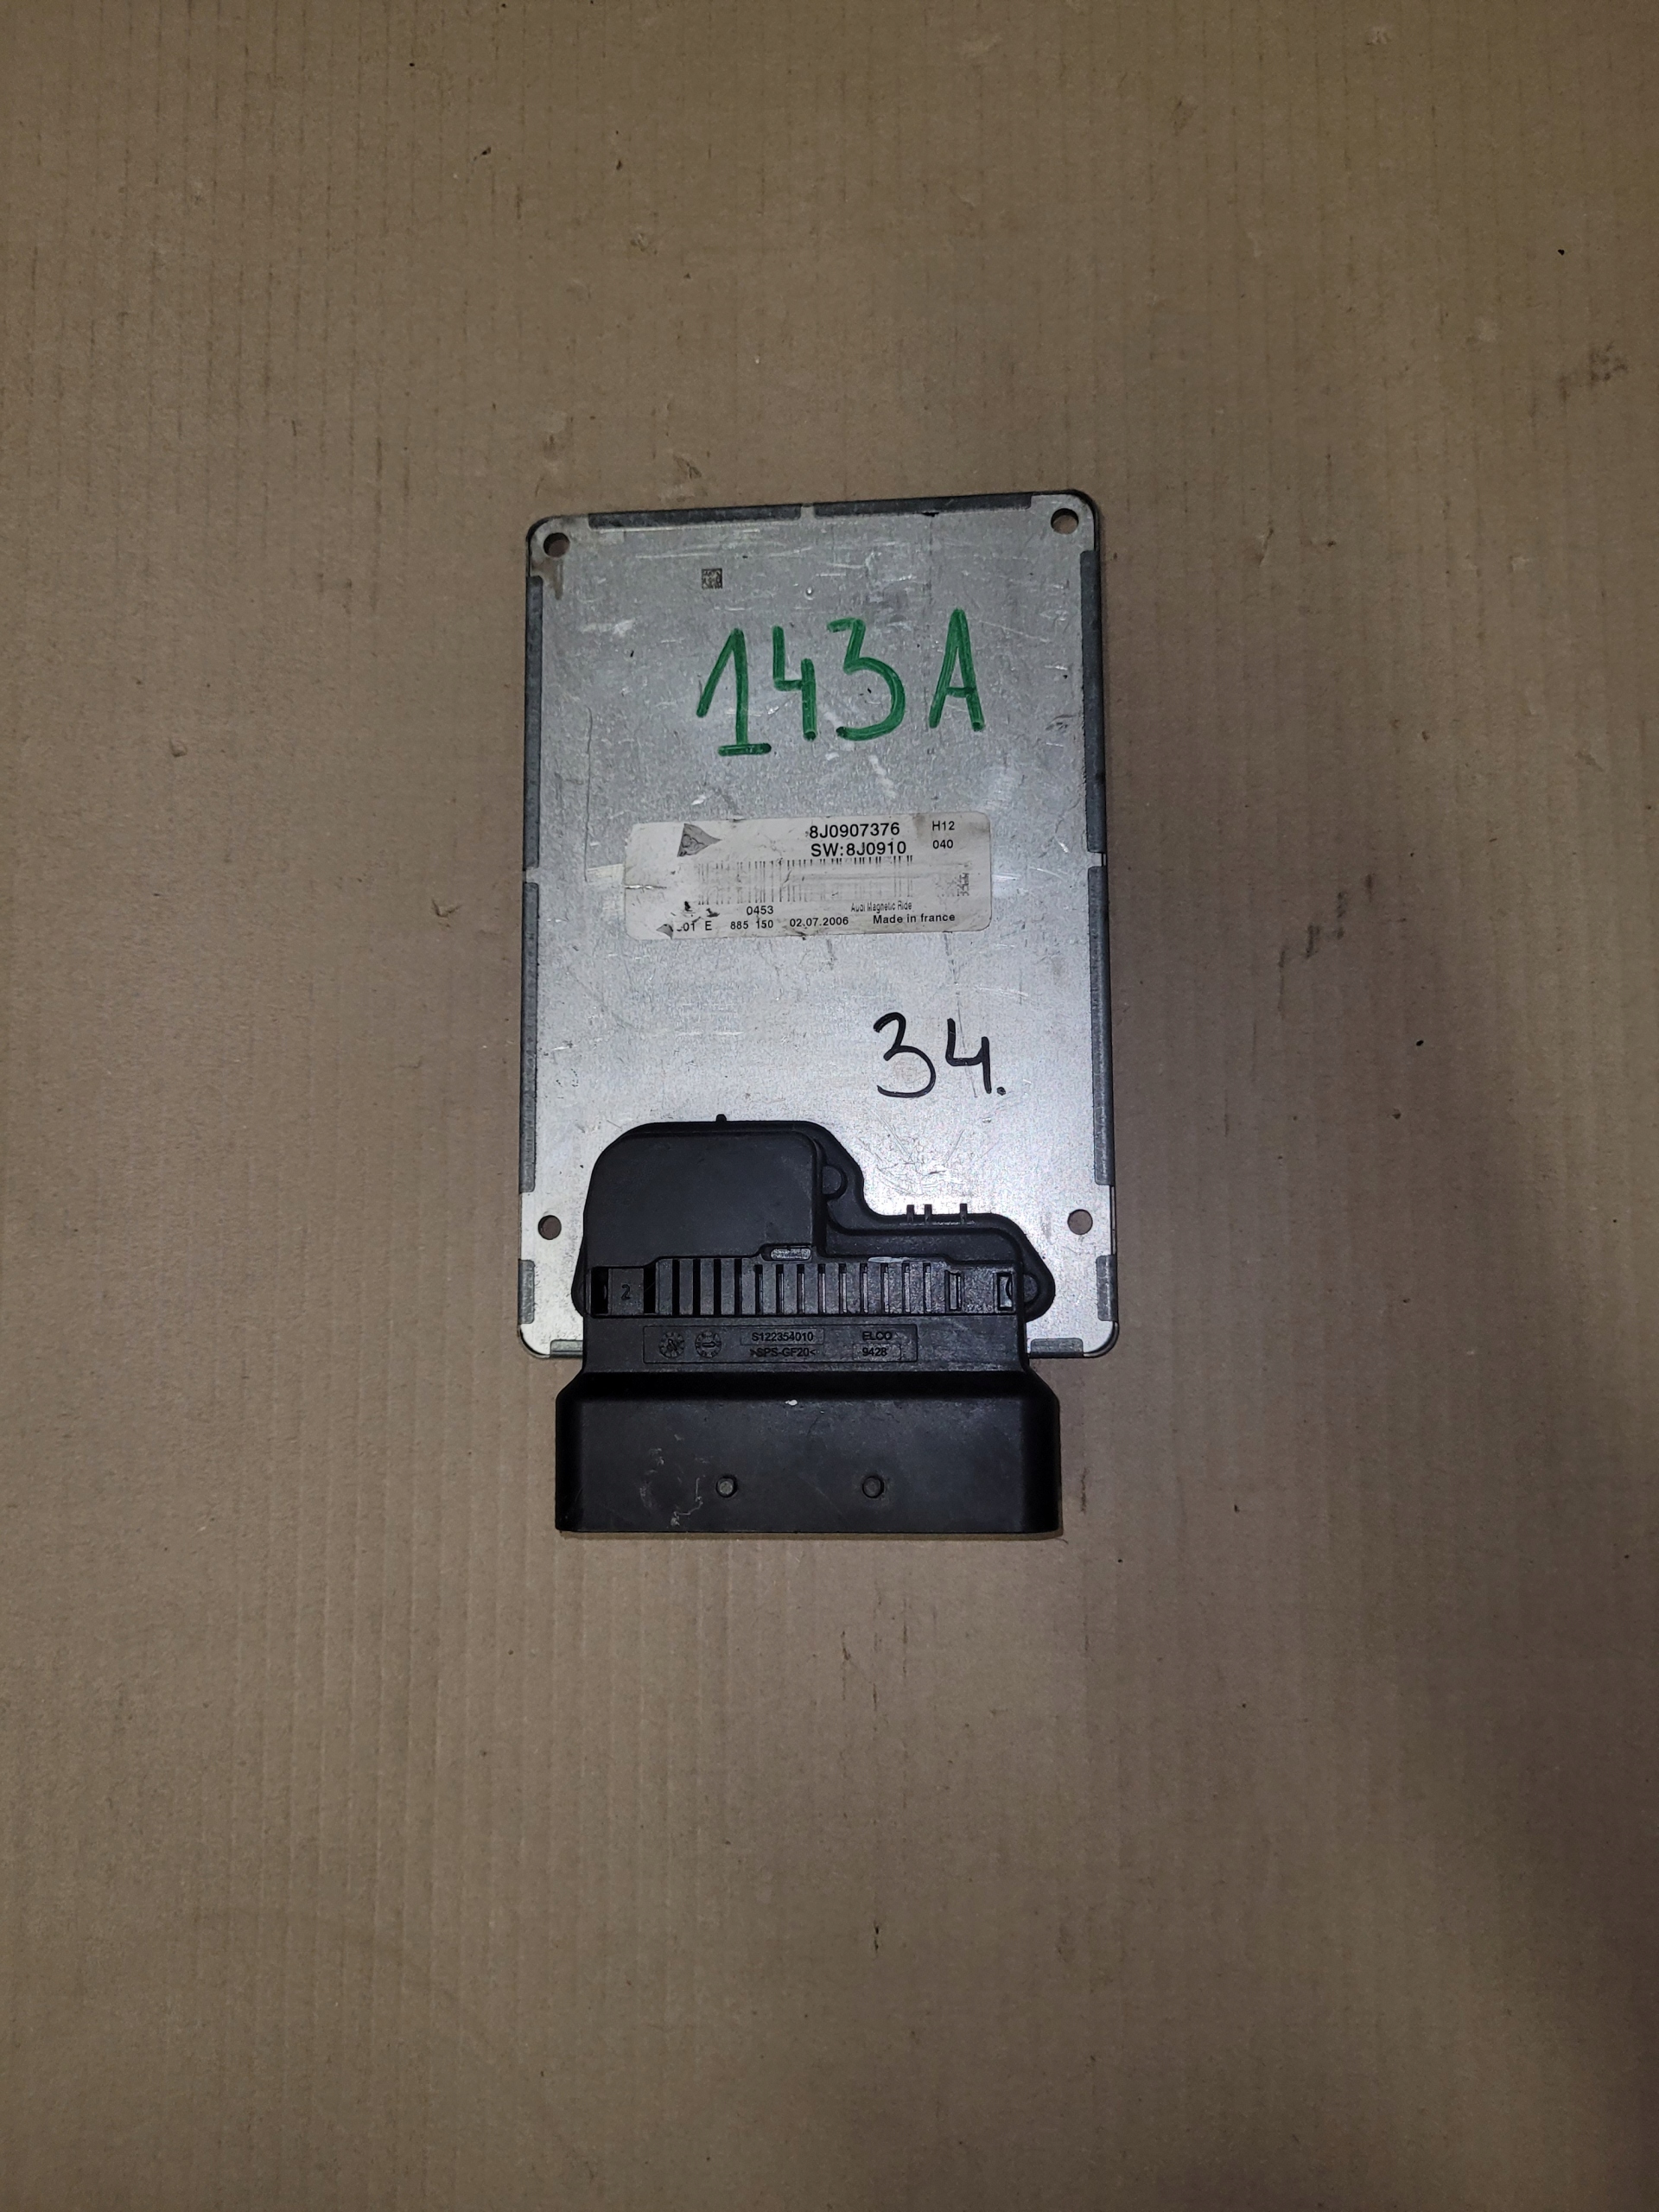 143A
8J0907376 H12
SW:8J0910 040
0453 Audi Magnetic Ride
01 E 885 150 02.07.2006 Made in france
34.
2
S122354010 ELCO
>SPS-GF20< 9428